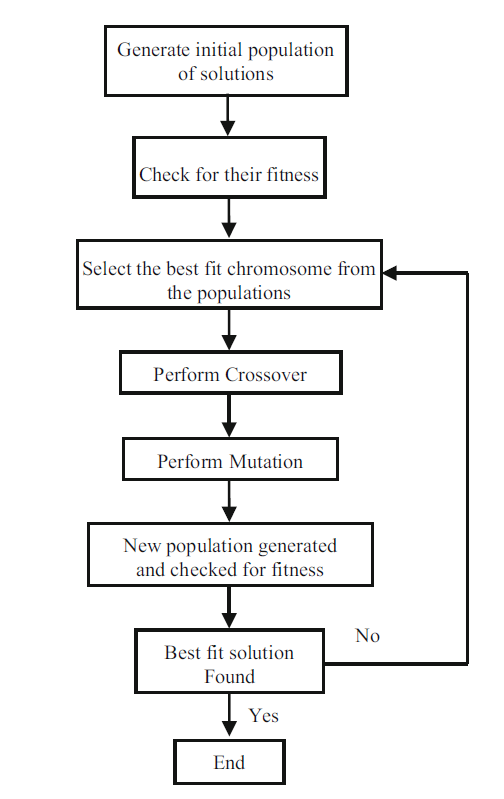 Generate initial population
of solutions
Check for their fitness
Select the best fit chromosome from
the populations
Perform Crossover
Perform Mutation
New population generated
and checked for fitness
Best fit solution
Found
No
Yes
End